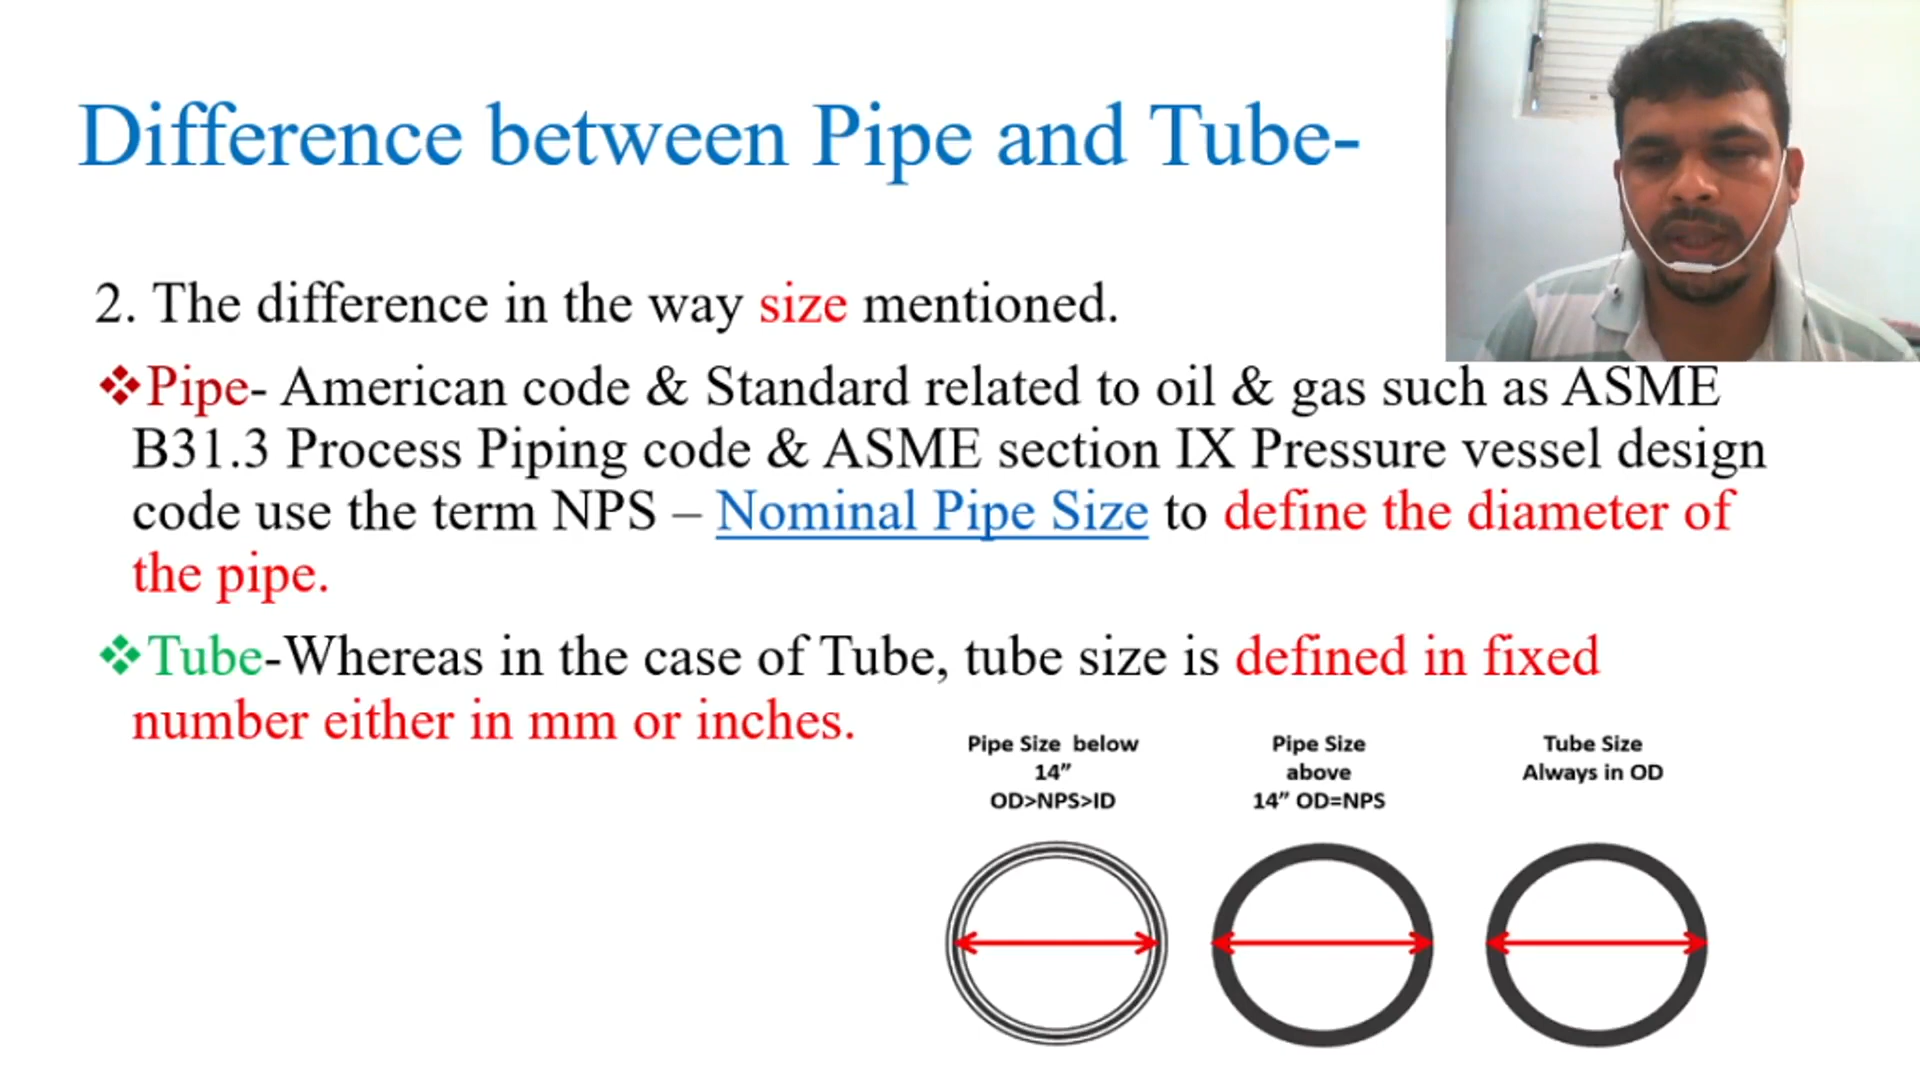 Difference between Pipe and Tube-
2. The difference in the way size mentioned.
❖Pipe- American code & Standard related to oil & gas such as ASME
B31.3 Process Piping code & ASME section IX Pressure vessel design
code use the term NPS – Nominal Pipe Size to define the diameter of
the pipe.
❖Tube-Whereas in the case of Tube, tube size is defined in fixed
number either in mm or inches.
Pipe Size below
14”
OD>NPS>ID
Pipe Size
above
14” OD=NPS
Tube Size
Always in OD